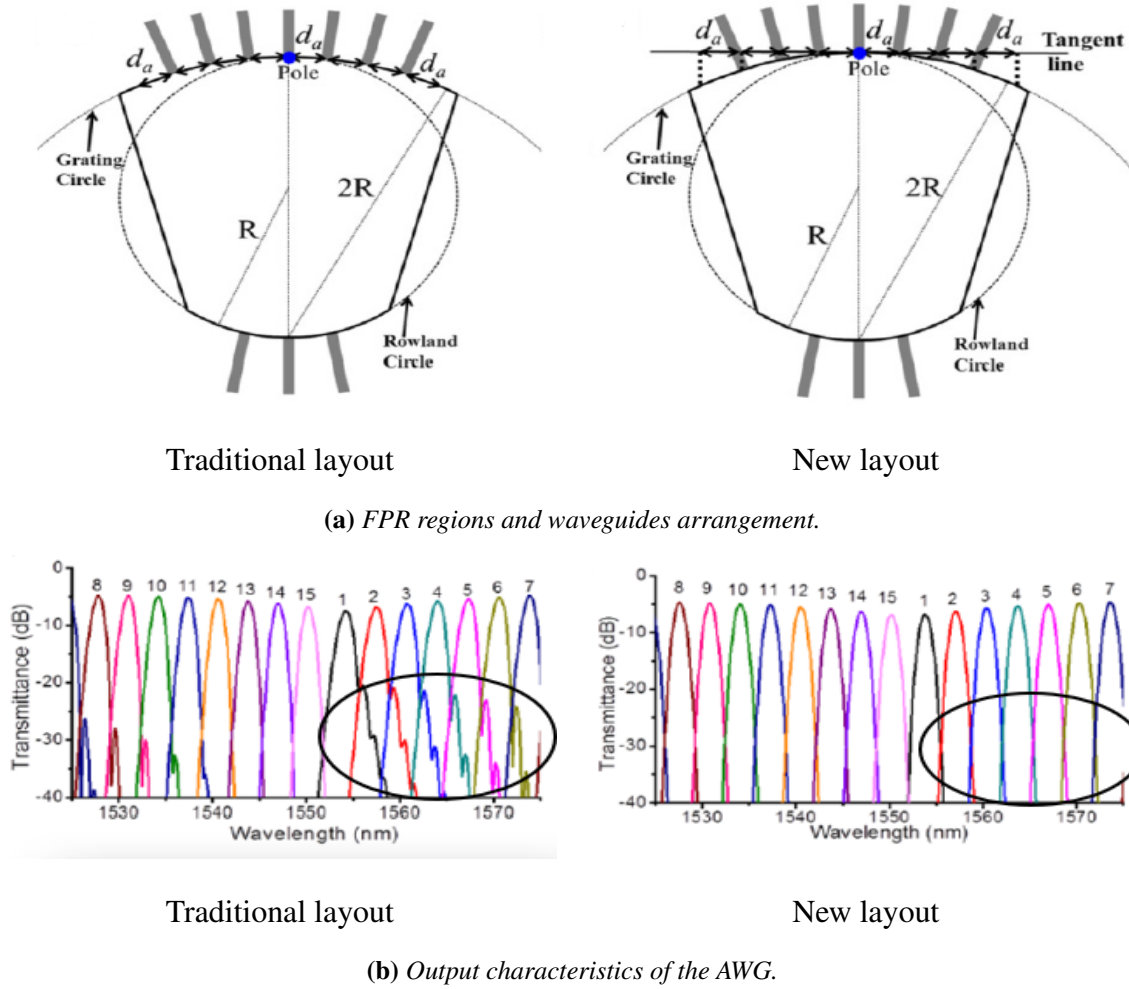 d_a
d_a
Pole
d_a
Grating
Circle
R
2R
Rowland
Circle
Traditional layout
d_a
d_a
d_a
Tangent
line
Pole
Grating
Circle
R
2R
Rowland
Circle
New layout
(a) FPR regions and waveguides arrangement.
Transmittance (dB)
0
-10
-20
-30
-40
8 9 10 11 12 13 14 15 1 2 3 4 5 6 7
1530 1540 1550 1560 1570
Wavelength (nm)
Traditional layout
Transmittance (dB)
0
-10
-20
-30
-40
8 9 10 11 12 13 14 15 1 2 3 4 5 6 7
1530 1540 1550 1560 1570
Wavelength (nm)
New layout
(b) Output characteristics of the AWG.